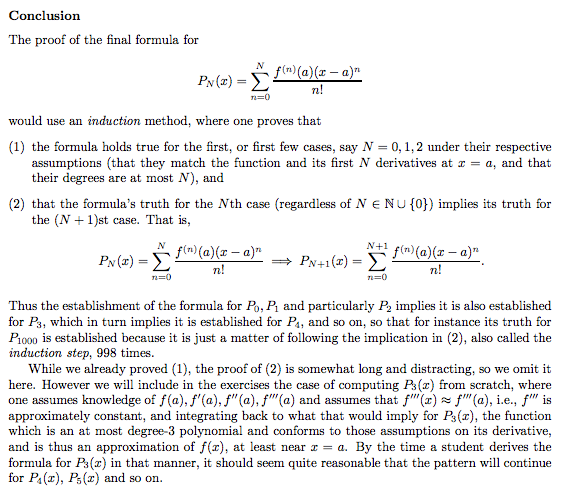 Conclusion
The proof of the final formula for
P_N(x) = \sum_{n=0}^{N} \frac{f^{(n)}(a)(x − a)^n}{n!}
would use an induction method, where one proves that
(1) the formula holds true for the first, or first few cases, say N = 0, 1, 2 under their respective
assumptions (that they match the function and its first N derivatives at x = a, and that
their degrees are at most N), and
(2) that the formula's truth for the Nth case (regardless of N ∈ ℕ ∪ {0}) implies its truth for
the (N + 1)st case. That is,
P_N(x) = \sum_{n=0}^{N} \frac{f^{(n)}(a)(x − a)^n}{n!} ⟹ P_{N+1}(x) = \sum_{n=0}^{N+1} \frac{f^{(n)}(a)(x − a)^n}{n!}.
Thus the establishment of the formula for P_0, P_1 and particularly P_2 implies it is also established
for P_3, which in turn implies it is established for P_4, and so on, so that for instance its truth for
P_{1000} is established because it is just a matter of following the implication in (2), also called the
induction step, 998 times.
While we already proved (1), the proof of (2) is somewhat long and distracting, so we omit it
here. However we will include in the exercises the case of computing P_3(x) from scratch, where
one assumes knowledge of f(a), f′(a), f″(a), f‴(a) and assumes that f‴(x) ≈ f‴(a), i.e., f‴ is
approximately constant, and integrating back to what that would imply for P_3(x), the function
which is an at most degree-3 polynomial and conforms to those assumptions on its derivative,
and is thus an approximation of f(x), at least near x = a. By the time a student derives the
formula for P_3(x) in that manner, it should seem quite reasonable that the pattern will continue
for P_4(x), P_5(x) and so on.